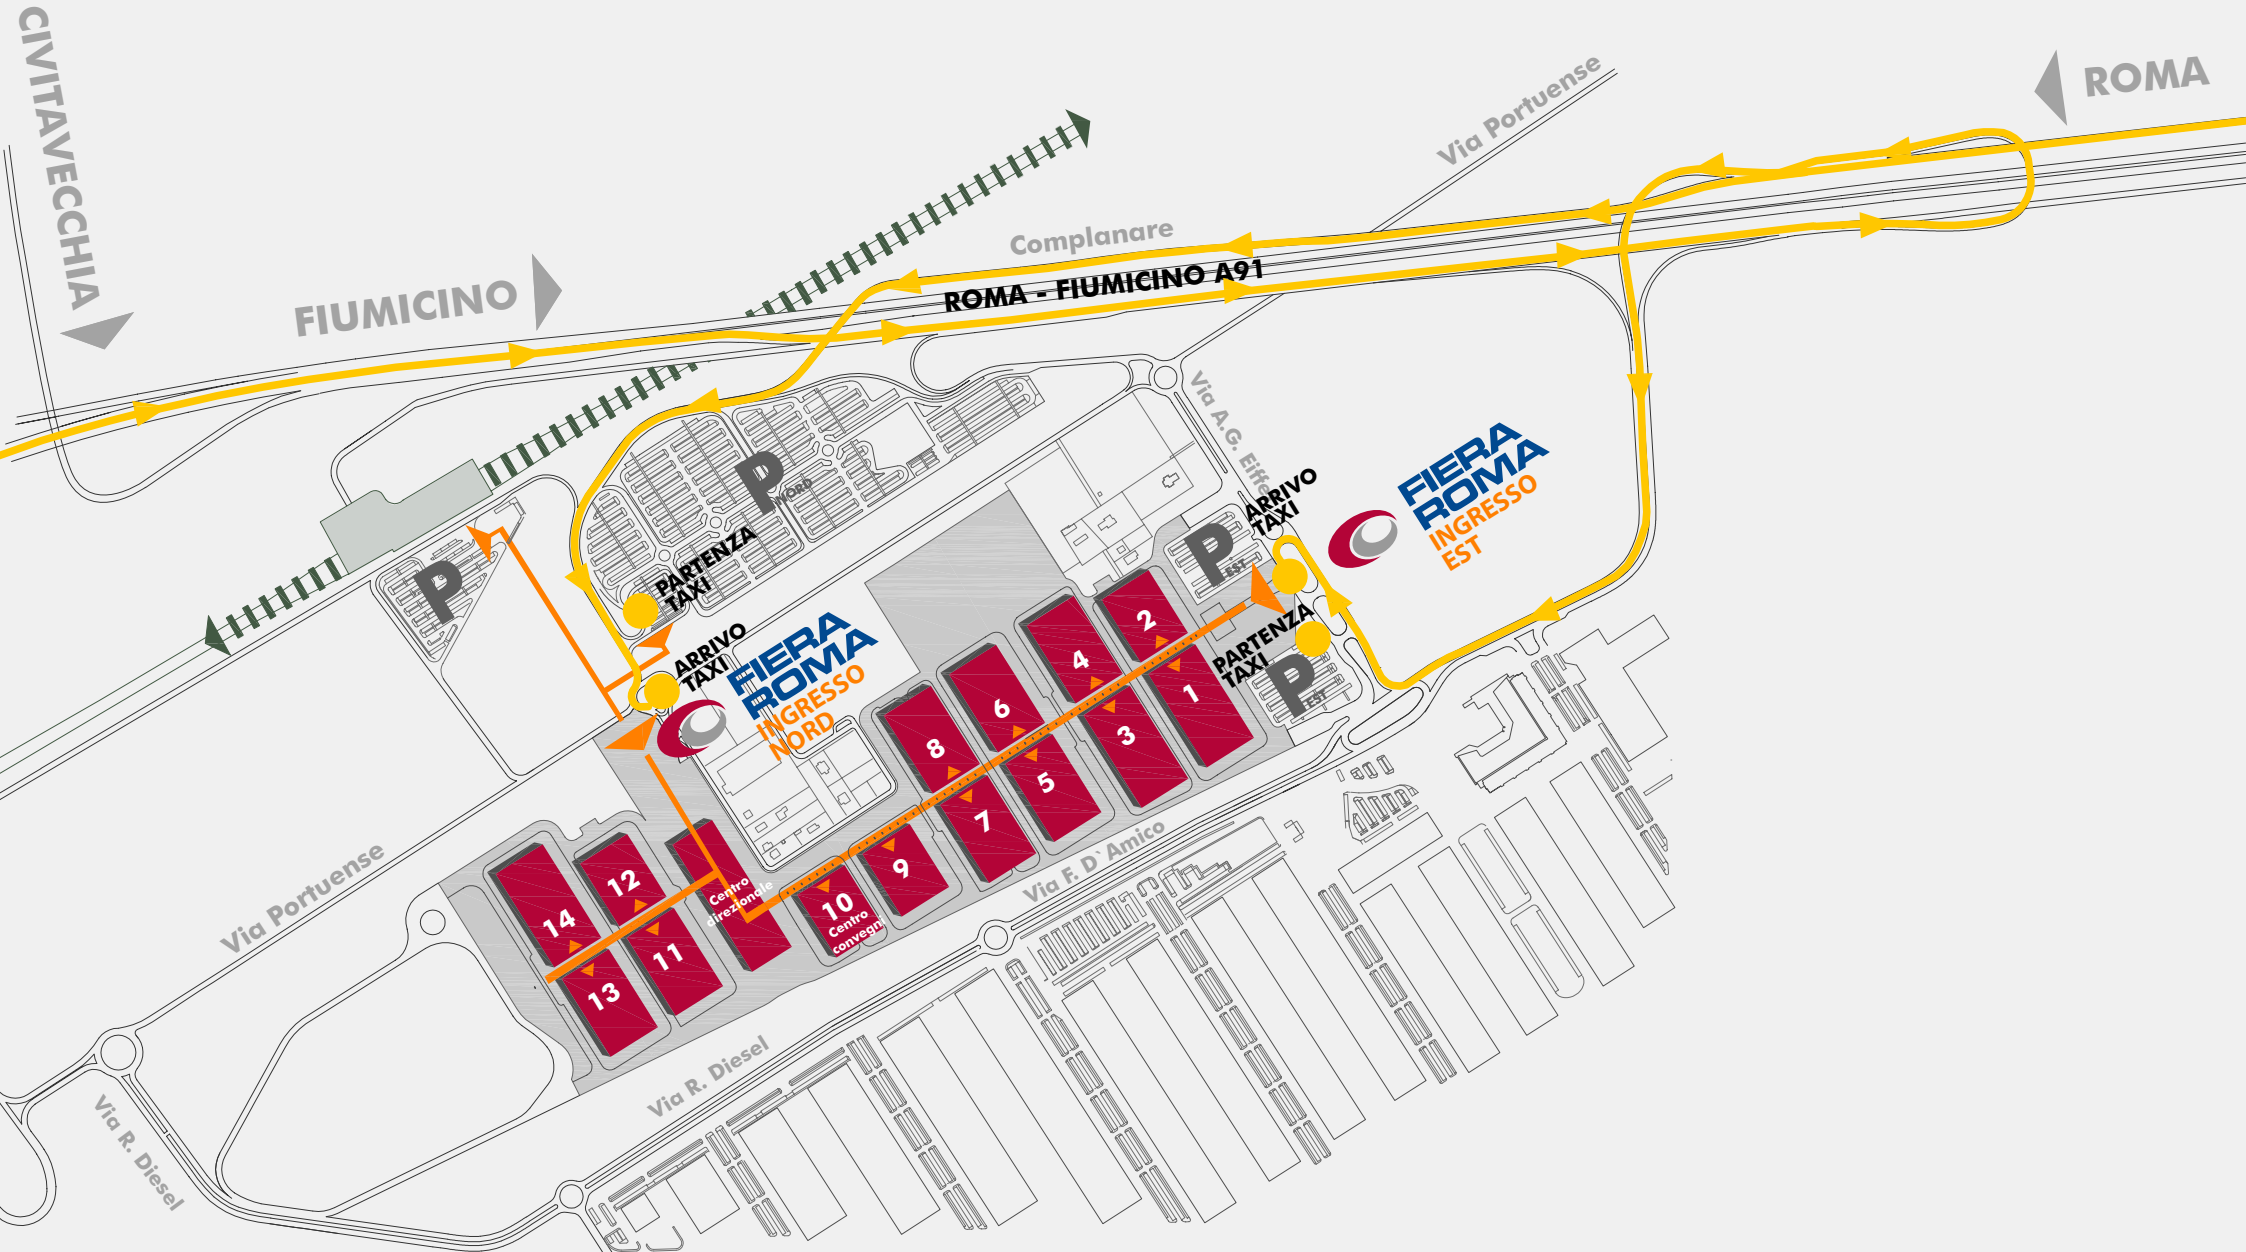 CIVITAVECCHIA
FIUMICINO
ROMA
Via Portuense
Complanare
ROMA - FIUMICINO A91
Via A.G. Eiffel
P
NORD
PARTENZA
TAXI
ARRIVO
TAXI
P
FIERA
ROMA
INGRESSO
NORD
ARRIVO
TAXI
P
EST
PARTENZA
TAXI
P
EST
FIERA
ROMA
INGRESSO
EST
2
1
4
3
6
5
8
7
9
10
Centro
convegni
Centro
direzionale
12
11
14
13
Via Portuense
Via F. D`Amico
Via R. Diesel
Via R. Diesel